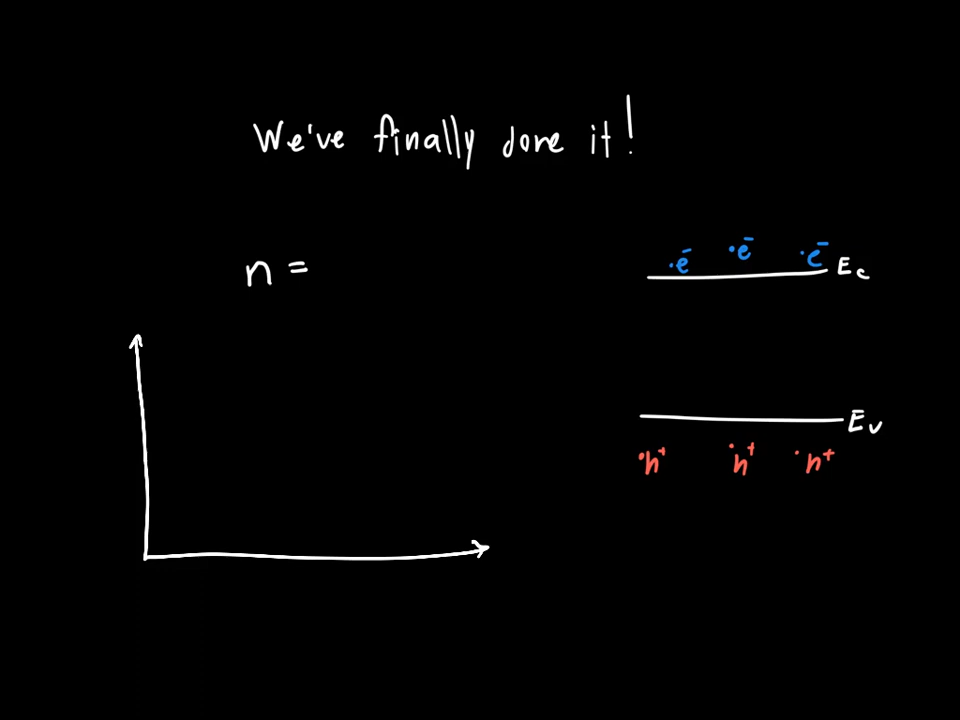 We've finally done it!
n =
e⁻ e⁻ e⁻ Ec
Ev
h⁺ h⁺ h⁺